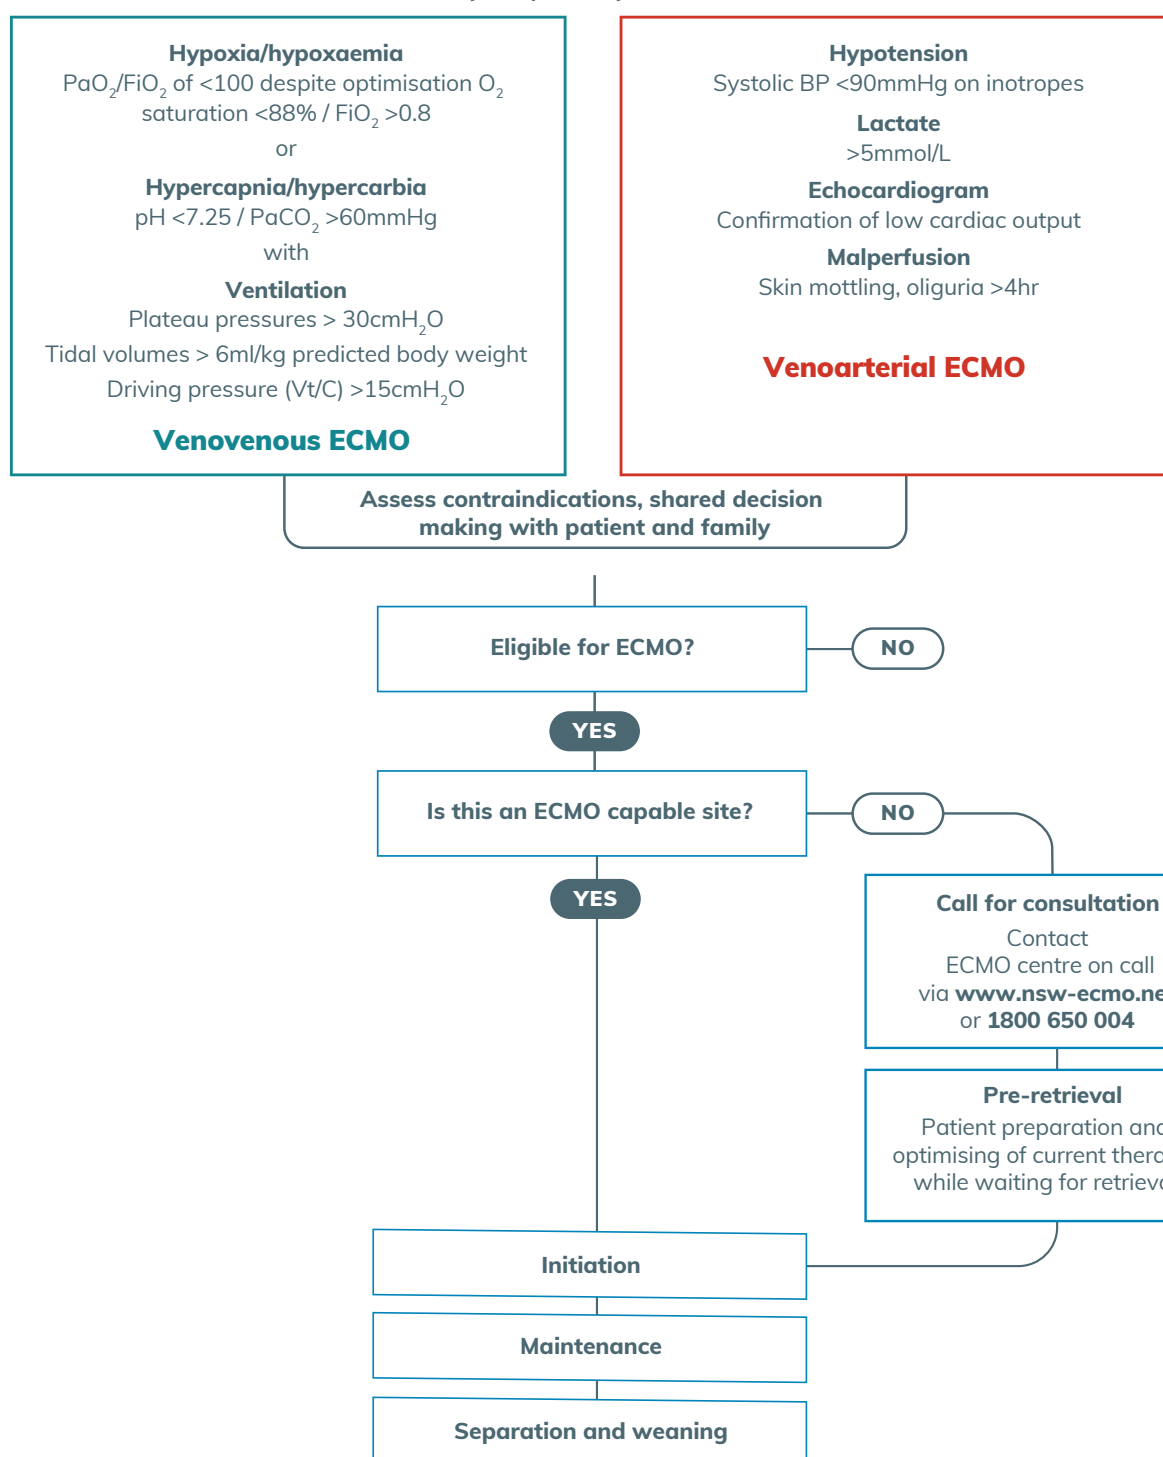 Hypoxia/hypoxaemia
PaO2/FiO2 of <100 despite optimisation O2
saturation <88% / FiO2 >0.8
or
Hypercapnia/hypercarbia
pH <7.25 / PaCO2 >60mmHg
with
Ventilation
Plateau pressures > 30cmH2O
Tidal volumes > 6ml/kg predicted body weight
Driving pressure (Vt/C) >15cmH2O
Venovenous ECMO
Hypotension
Systolic BP <90mmHg on inotropes
Lactate
>5mmol/L
Echocardiogram
Confirmation of low cardiac output
Malperfusion
Skin mottling, oliguria >4hr
Venoarterial ECMO
Assess contraindications, shared decision
making with patient and family
Eligible for ECMO?
NO
YES
Is this an ECMO capable site?
NO
YES
Call for consultation
Contact
ECMO centre on call
via www.nsw-ecmo.ne
or 1800 650 004
Pre-retrieval
Patient preparation and
optimising of current
while waiting for
Initiation
Maintenance
Separation and weaning